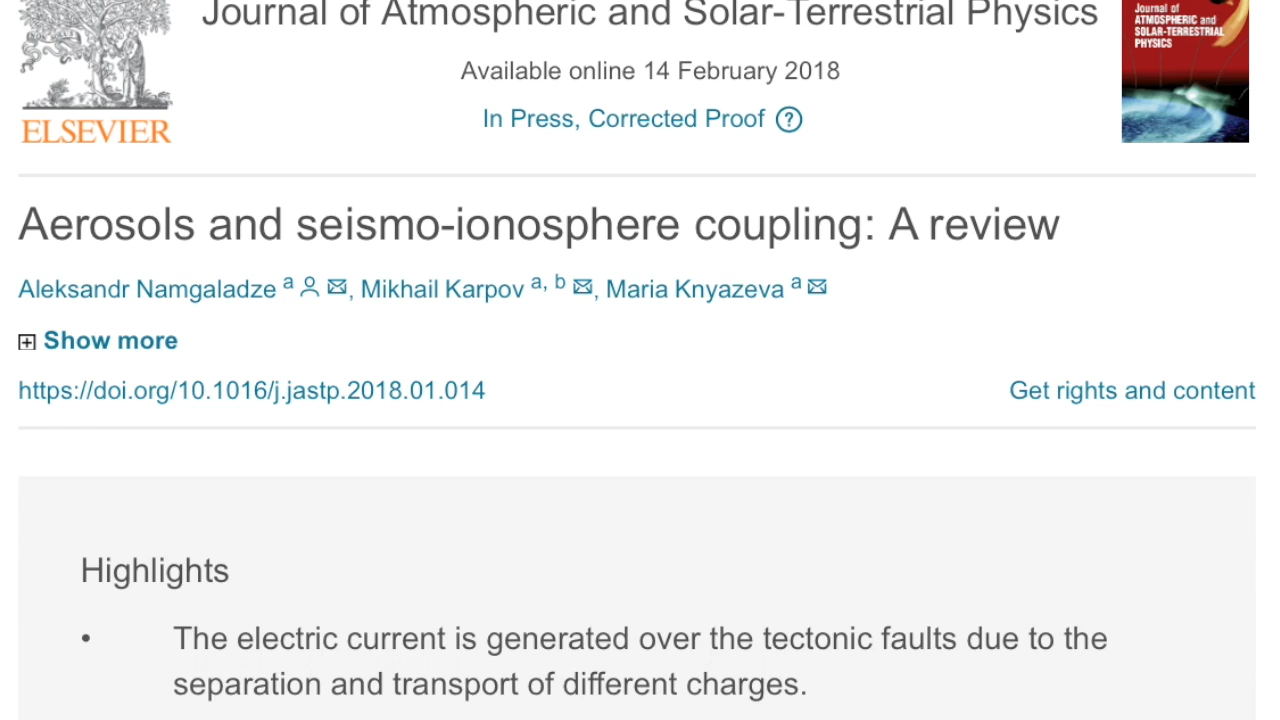 Journal of Atmospheric and Solar-Terrestrial Physics
Journal of
ATMOSPHERIC and
SOLAR-TERRESTRIAL
PHYSICS
Available online 14 February 2018
In Press, Corrected Proof ?
ELSEVIER
Aerosols and seismo-ionosphere coupling: A review
Aleksandr Namgaladze a, Mikhail Karpov a, b, Maria Knyazeva a
Show more
https://doi.org/10.1016/j.jastp.2018.01.014
Get rights and content
Highlights
• The electric current is generated over the tectonic faults due to the
separation and transport of different charges.